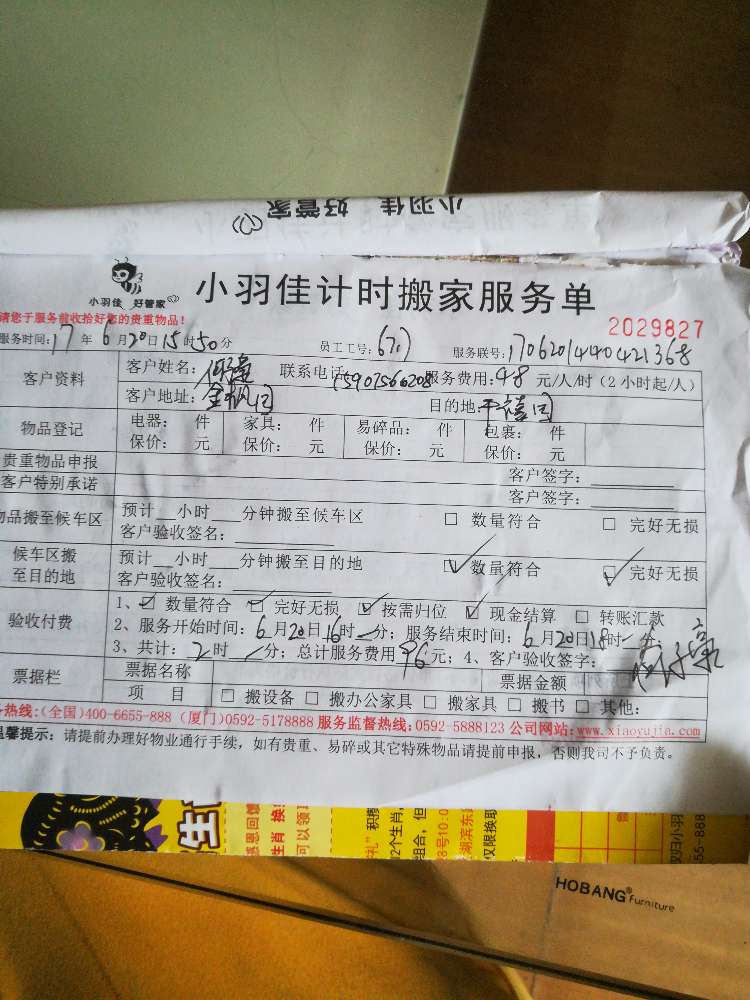 小羽佳 好管家
小羽佳 好管家
小羽佳计时搬家服务单
请您于服务前收拾好您的贵重物品!
2029827
服务时间:17年6月20日15时50分 员工工号:671 服务联号:1706201440421368
客户资料
客户姓名: 联系电话:15907566208 服务费用:48元/人/时(2小时起/人)
客户地址:金帆 目的地:
物品登记
电器: 件 家具: 件 易碎品: 件 包裹: 件
保价: 元 保价: 元 保价: 元 保价: 元
贵重物品申报 客户签字:
客户特别承诺 客户签字:
物品搬至候车区
预计__小时___分钟搬至候车区 □ 数量符合 □ 完好无损
客户验收签名:
候车区搬至目的地
预计__小时___分钟搬至目的地 ☑ 数量符合 ☑ 完好无损
客户验收签名:
验收付费
1、☑ 数量符合 ☑ 完好无损 ☑ 按需归位 ☑ 现金结算 □ 转账汇款
2、服务开始时间:6月20日16时/分; 服务结束时间:6月20日18时/分;
3、共计:2时/分; 总计服务费用96元; 4、客户验收签字:
票据栏
票据名称 票据金额
项 目 □ 搬设备 □ 搬办公家具 □ 搬家具 □ 搬书 □ 其他:
热线:(全国)400-6655-888 (厦门)0592-5178888 服务监督热线:0592-5888123 公司网站:www.xiaoyujia.com
温馨提示: 请提前办理好物业通行手续, 如有贵重、易碎或其它特殊物品请提前申报, 否则我司不予负责。
HOBANG® Furniture